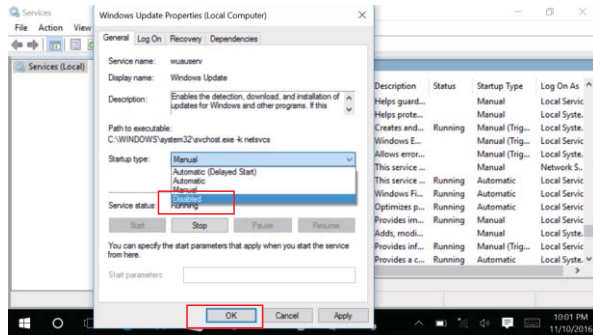 Services
File Action View
Services (Local)
Windows Update Properties (Local Computer)
General Log On Recovery Dependencies
Service name: wuauserv
Display name: Windows Update
Description: Enables the detection, download, and installation of
updates for Windows and other programs. If this
Path to executable:
C:\WINDOWS\system32\svchost.exe -k netsvcs
Startup type: Manual
Automatic (Delayed Start)
Automatic
Manual
Disabled
Service status: Running
Start Stop Pause Resume
You can specify the start parameters that apply when you start the service
from here.
Start parameters:
OK Cancel Apply
Description Status Startup Type Log On As
Helps guard... Manual Local Servic
Helps prote... Manual Local Syste.
Creates and... Running Manual (Trig... Local Syste.
Windows E... Manual Local Servic
Allows error... Manual (Trig... Local Syste.
This service ... Manual Network S..
This service ... Running Automatic Local Servic
Windows Fi... Running Automatic Local Servic
Optimizes p... Running Automatic Local Servic
Provides im... Running Manual Local Servic
Adds, modi... Manual Local Syste.
Provides inf... Running Manual (Trig... Local Servic
Provides a c... Running Automatic Local Syste.
10:01 PM
11/10/2016